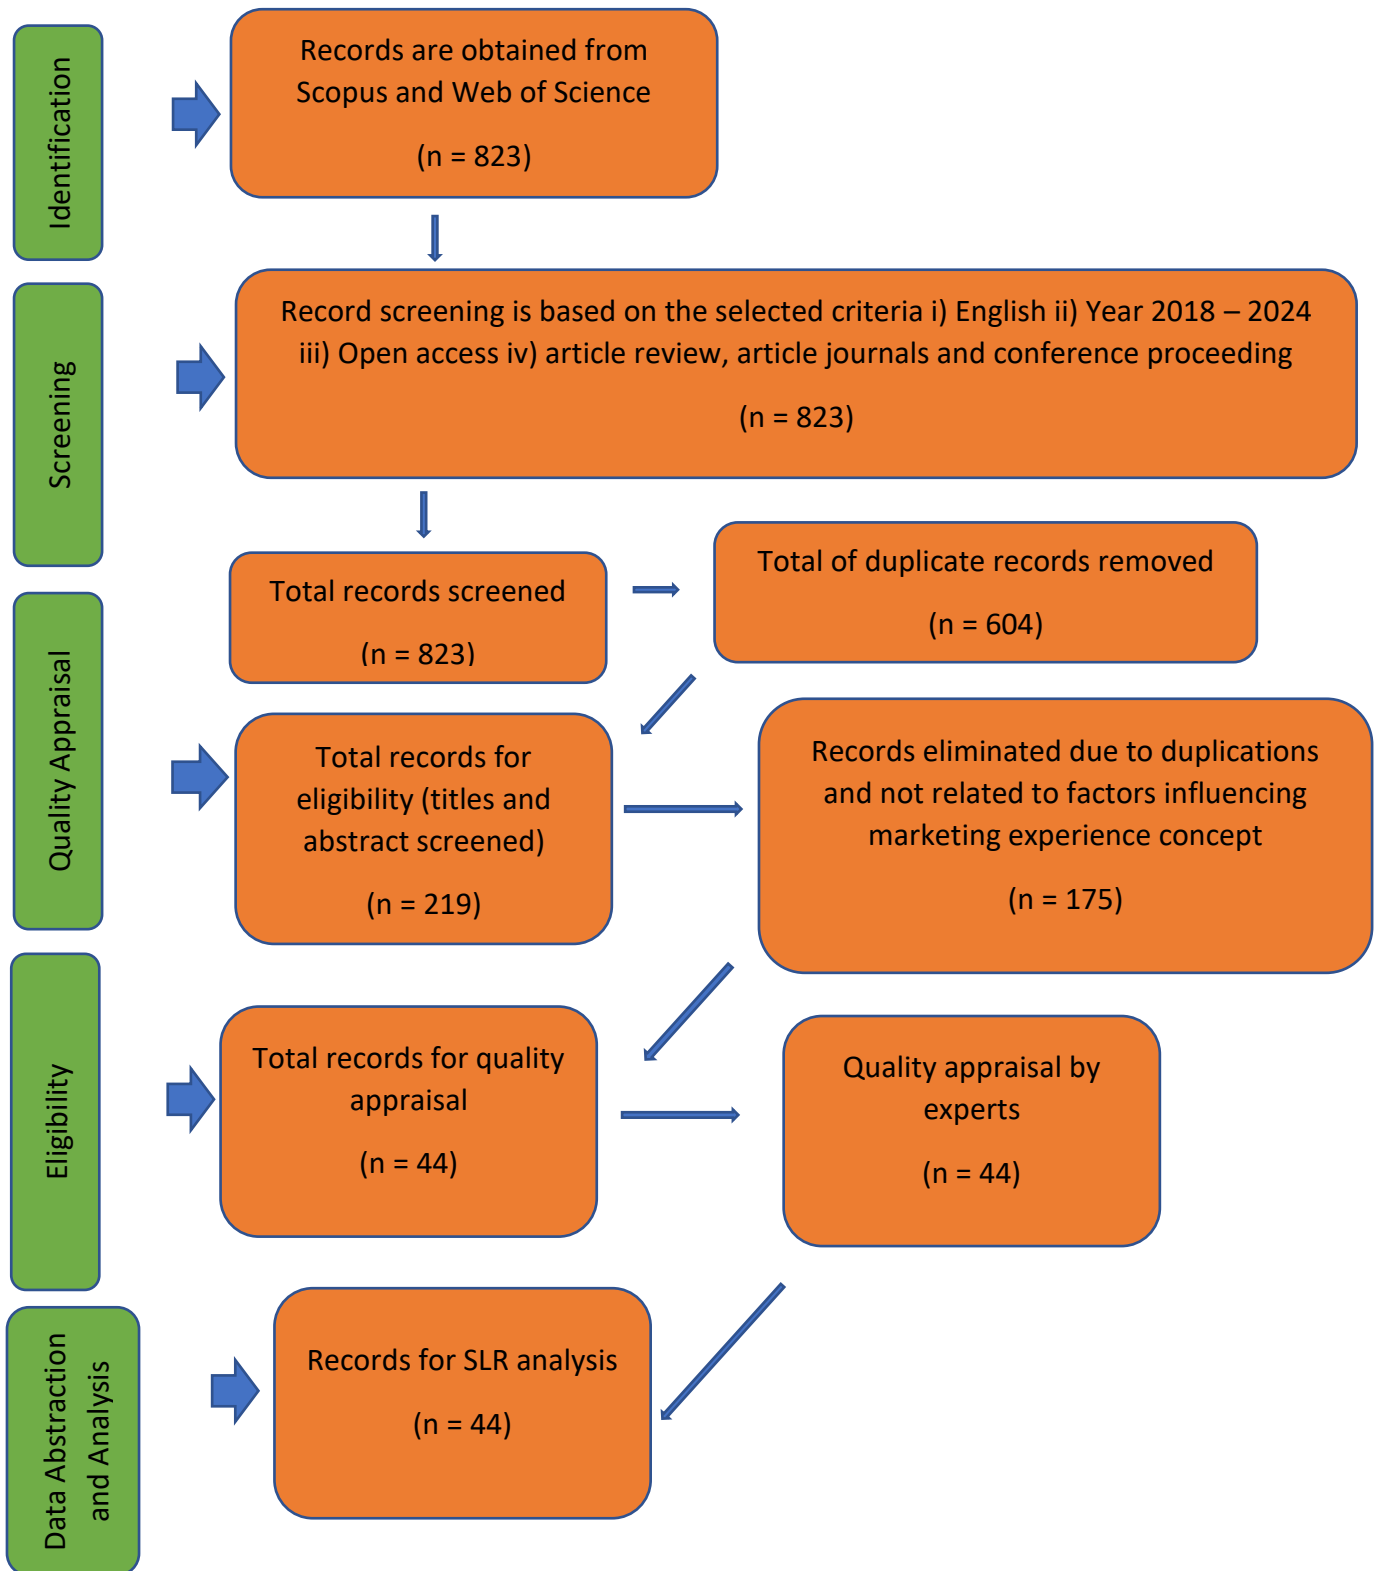 Identification
Records are obtained from
Scopus and Web of Science
(n = 823)
Screening
Record screening is based on the selected criteria i) English ii) Year 2018 – 2024
iii) Open access iv) article review, article journals and conference proceeding
(n = 823)
Total records screened
(n = 823)
Total of duplicate records removed
(n = 604)
Quality Appraisal
Total records for
eligibility (titles and
abstract screened)
(n = 219)
Records eliminated due to duplications
and not related to factors influencing
marketing experience concept
(n = 175)
Eligibility
Total records for quality
appraisal
(n = 44)
Quality appraisal by
experts
(n = 44)
Data Abstraction
and Analysis
Records for SLR analysis
(n = 44)